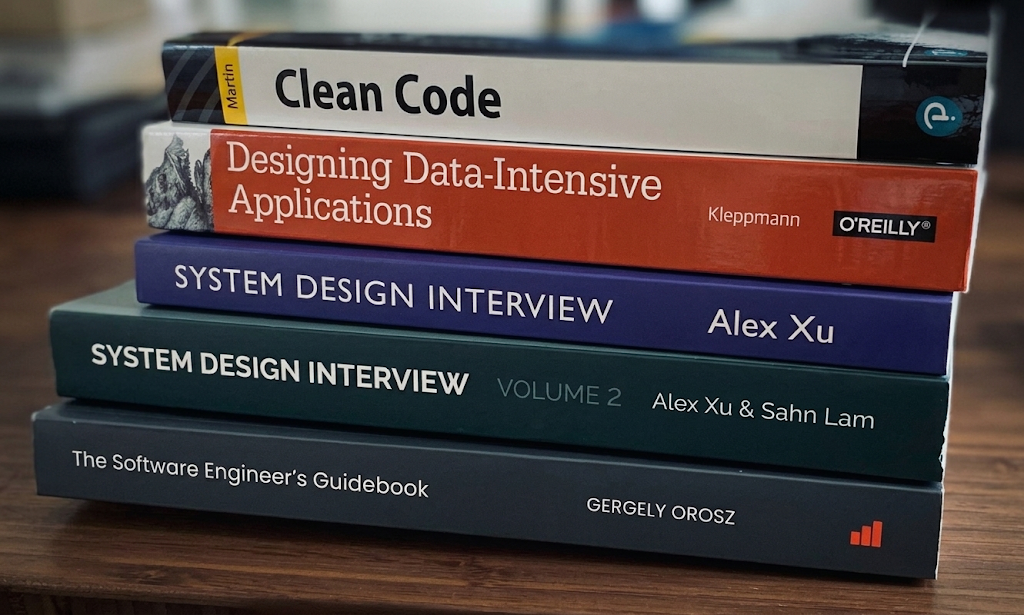 Martin
Clean Code
Designing Data-Intensive
Applications
Kleppmann
O'REILLY®
SYSTEM DESIGN INTERVIEW
Alex Xu
SYSTEM DESIGN INTERVIEW VOLUME 2 Alex Xu & Sahn Lam
The Software Engineer's Guidebook
GERGELY OROSZ